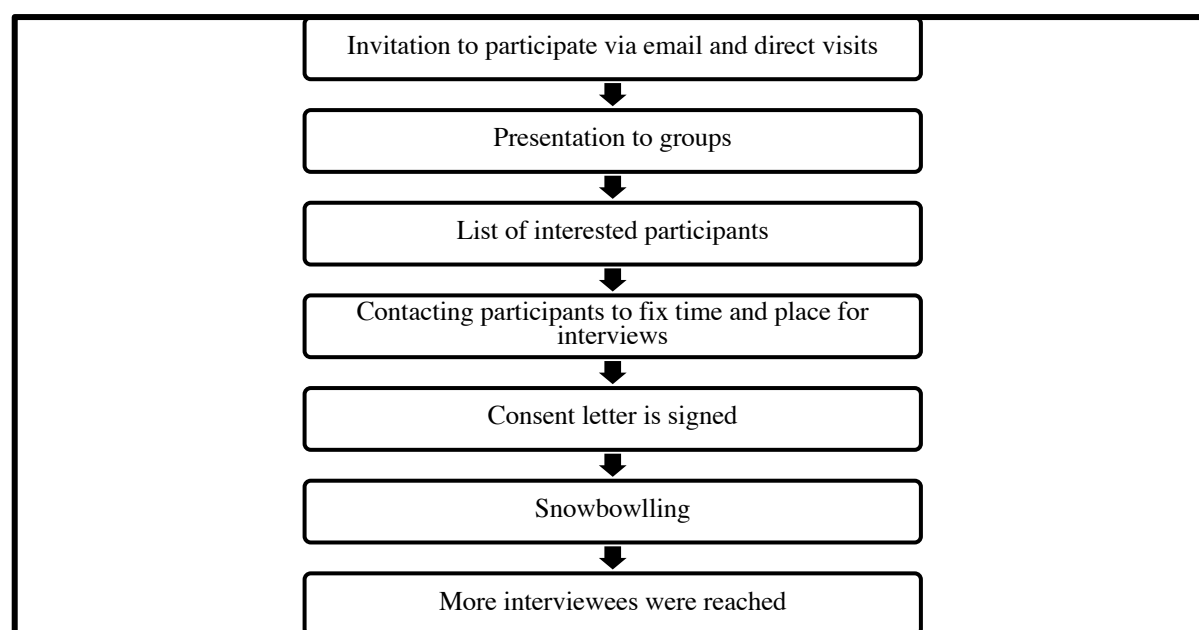 Invitation to participate via email and direct visits
Presentation to groups
List of interested participants
Contacting participants to fix time and place for
interviews
Consent letter is signed
Snowbowlling
More interviewees were reached